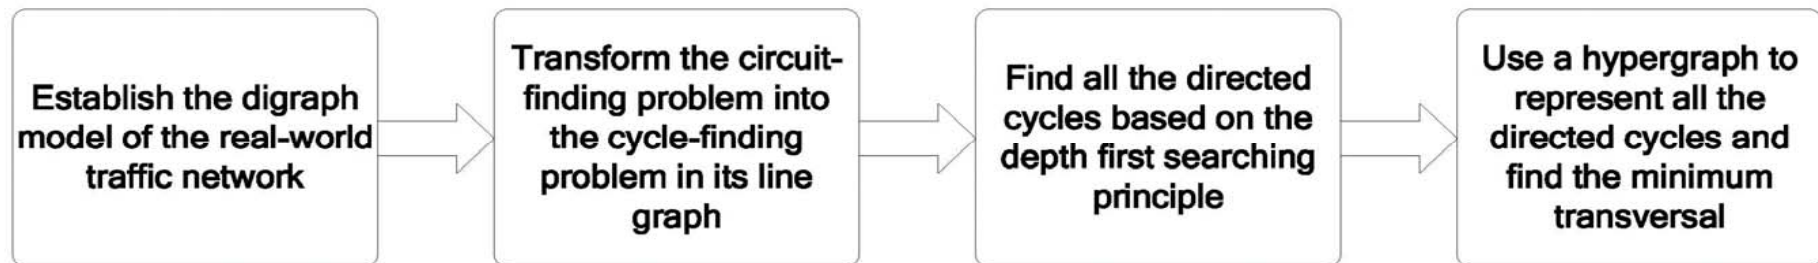 Establish the digraph
model of the real-world
traffic network
Transform the circuit-
finding problem into
the cycle-finding
problem in its line
graph
Find all the directed
cycles based on the
depth first searching
principle
Use a hypergraph to
represent all the
directed cycles and
find the minimum
transversal